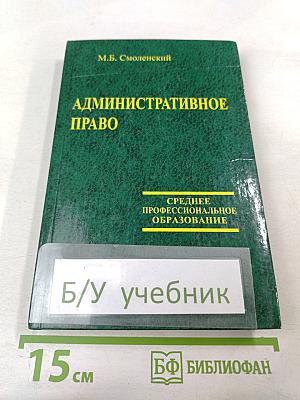 М.Б. Смоленский
АДМИНИСТРАТИВНОЕ
ПРАВО
СРЕДНЕЕ
ПРОФЕССИОНАЛЬНОЕ
ОБРАЗОВАНИЕ
Б/У учебник
15 см
БФ БИБЛИОФАН